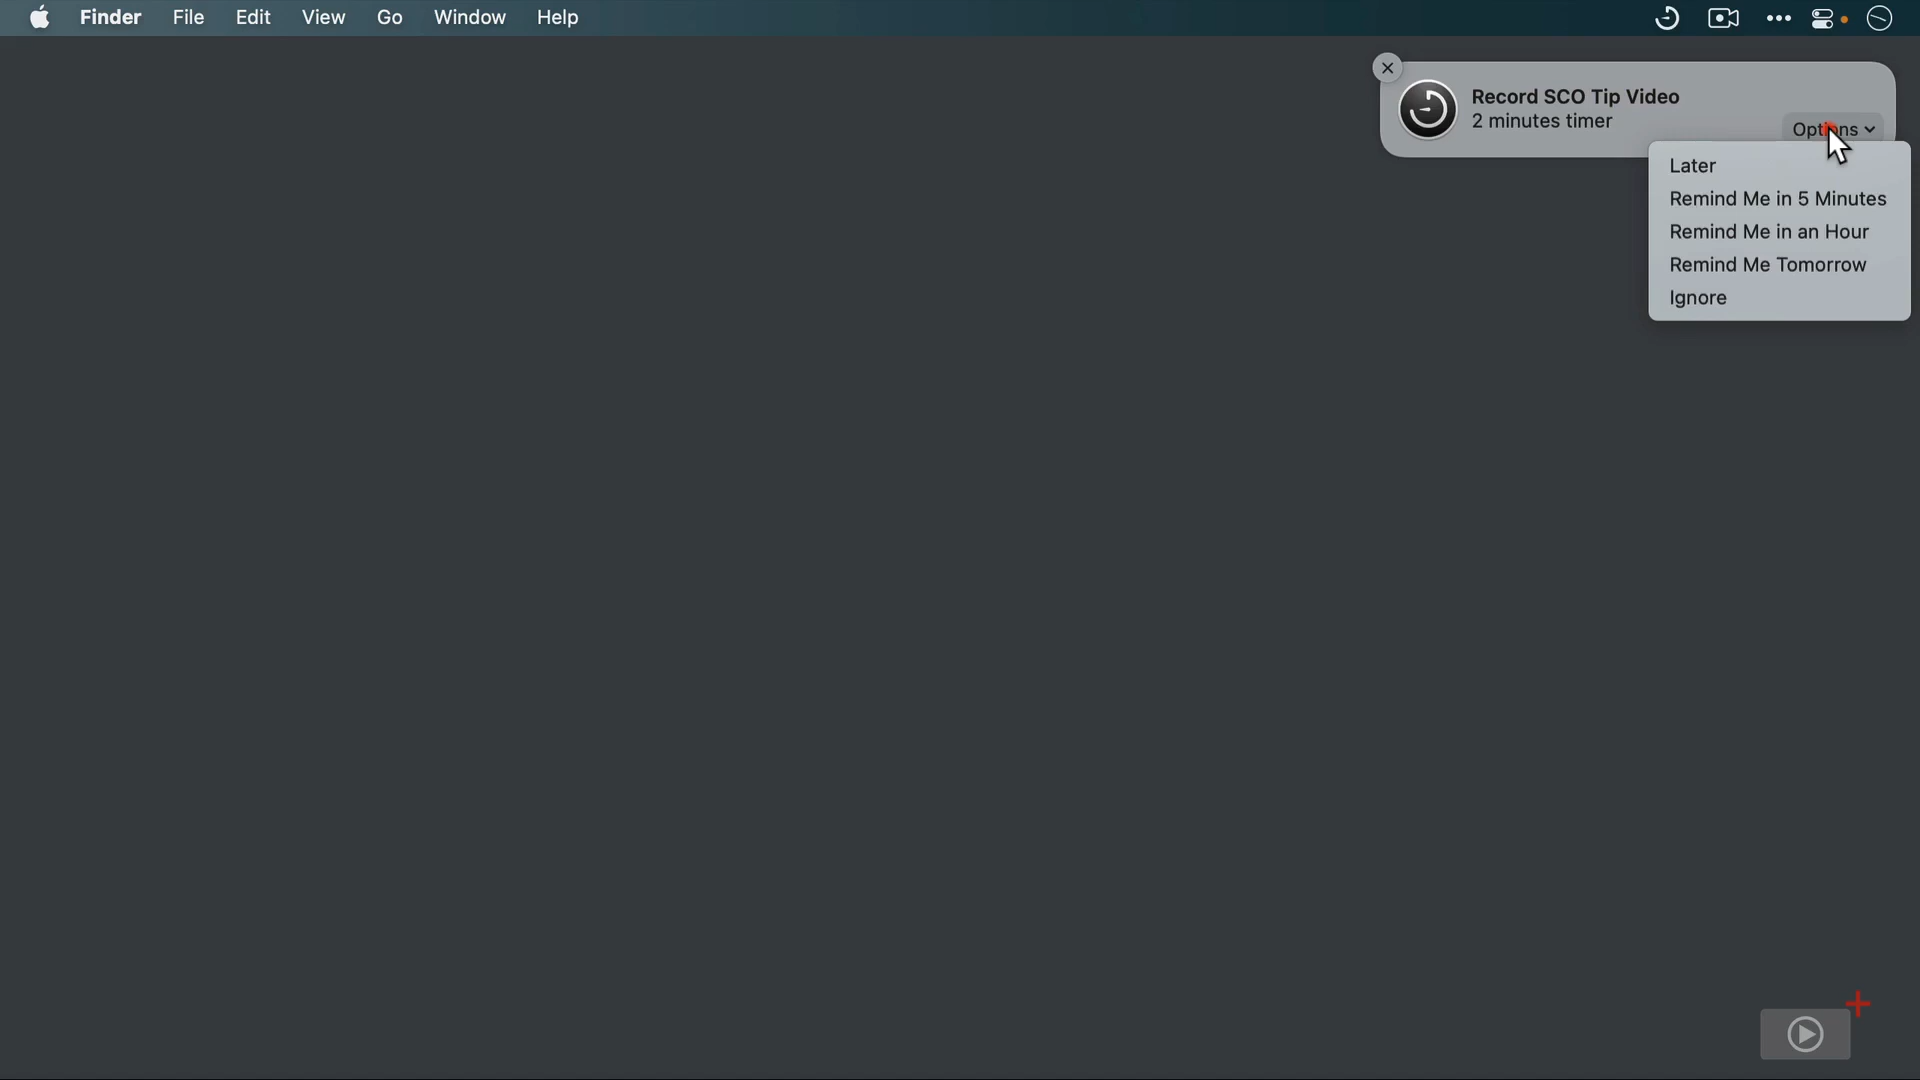 Finder File Edit View Go Window Help
Record SCO Tip Video
2 minutes timer
Options
Later
Remind Me in 5 Minutes
Remind Me in an Hour
Remind Me Tomorrow
Ignore